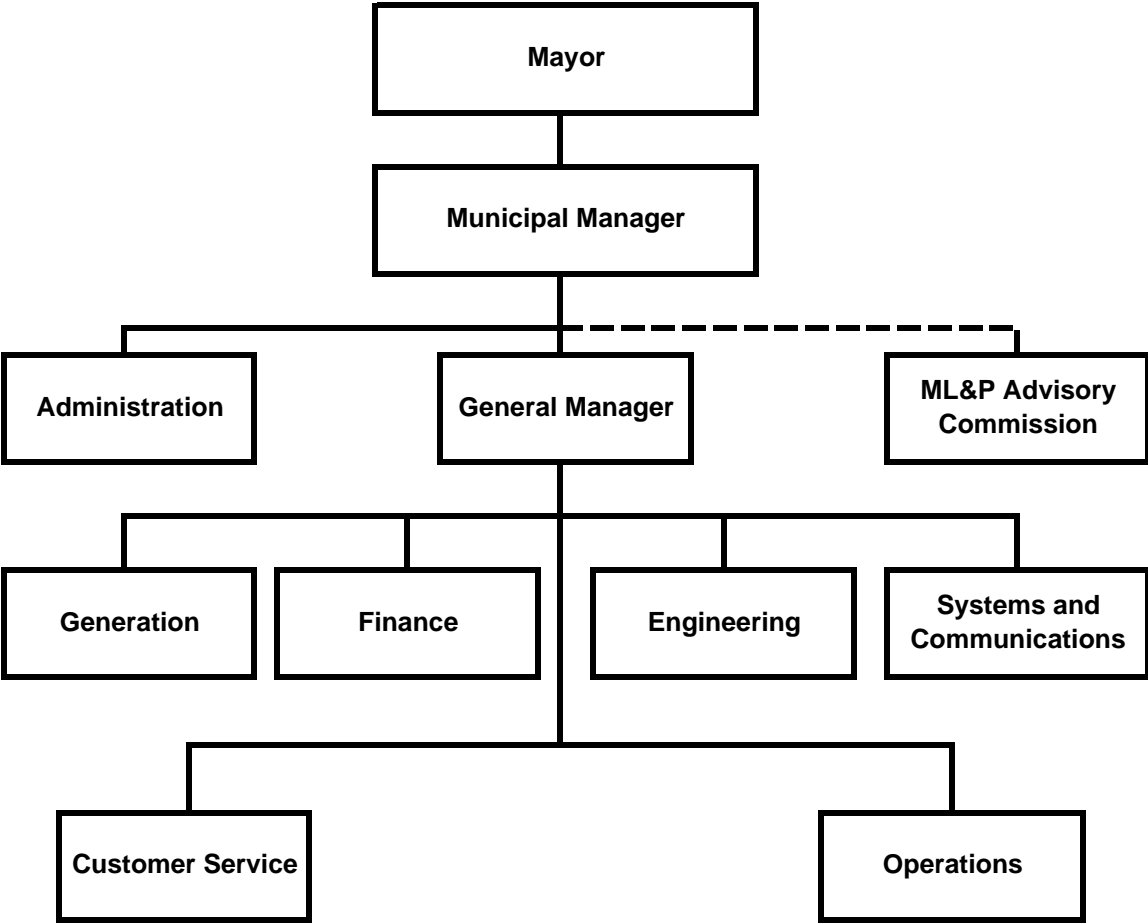 Mayor
Municipal Manager
Administration
General Manager
ML&P Advisory
Commission
Generation
Finance
Engineering
Systems and
Communications
Customer Service
Operations